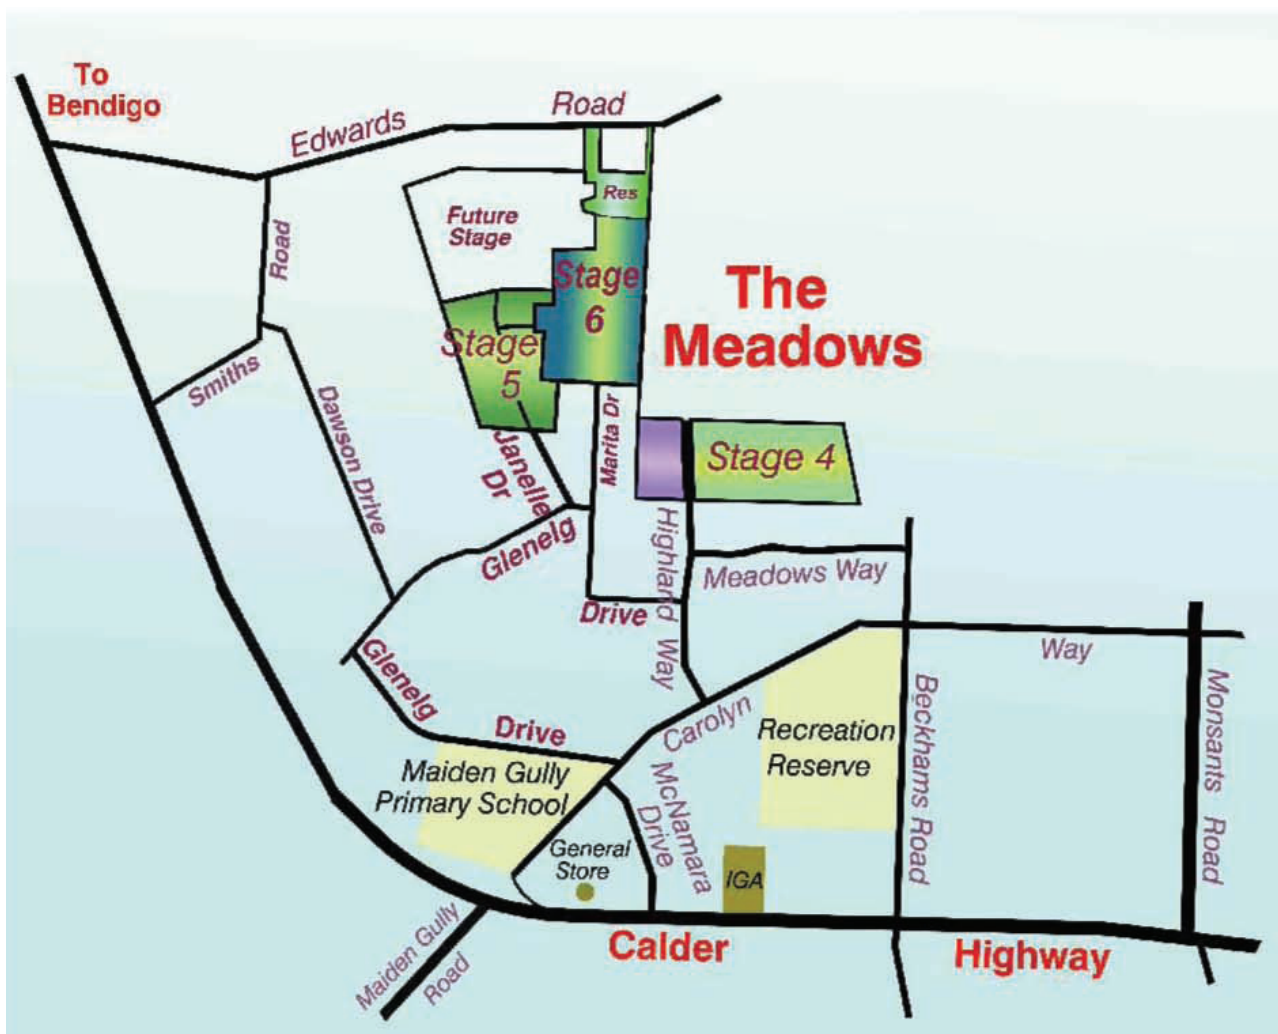 To
Bendigo
Edwards Road
Res
Future
Stage
Road
Stage
6
The
Meadows
Stage
5
Smiths
Dawson Drive
Marita Dr
Janelle
Dr
Stage 4
Glenelg
Highland Way
Meadows Way
Drive
Glenelg
Way
Carolyn
Beckhams Road
Monsants Road
Drive
Recreation
Reserve
Maiden Gully
Primary School
McNamara
Drive
General
Store
IGA
Maiden Gully
Road
Calder
Highway